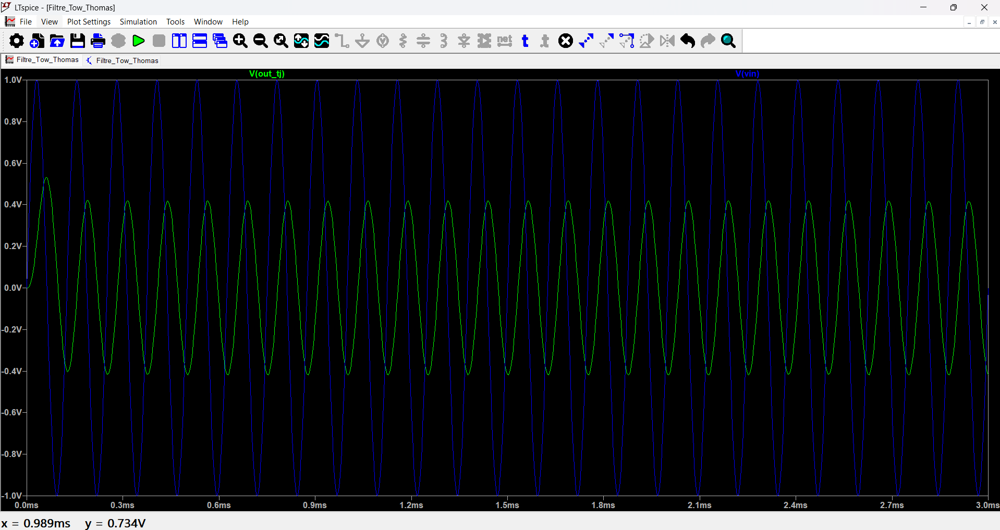 LTspice - [Filtre_Tow_Thomas]
File View Plot Settings Simulation Tools Window Help
net t t
Filtre_Tow_Thomas Filtre_Tow_Thomas
V(out_tj) V(vin)
1.0V
0.8V
0.6V
0.4V
0.2V
0.0V
-0.2V
-0.4V
-0.6V
-0.8V
-1.0V
0.0ms 0.3ms 0.6ms 0.9ms 1.2ms 1.5ms 1.8ms 2.1ms 2.4ms 2.7ms 3.0ms
x = 0.989ms y = 0.734V